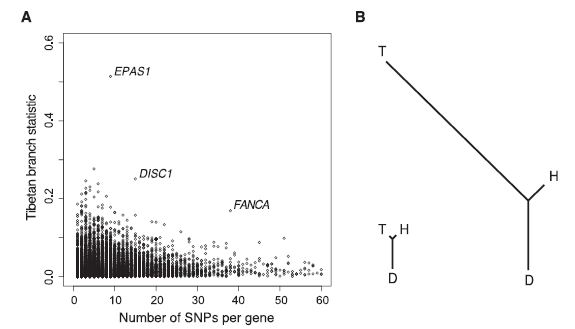 A
B
0.6
0.4
0.2
0.0
Tibetan branch statistic
EPAS1
DISC1
FANCA
0 10 20 30 40 50 60
Number of SNPs per gene
T
H
D
T H
D